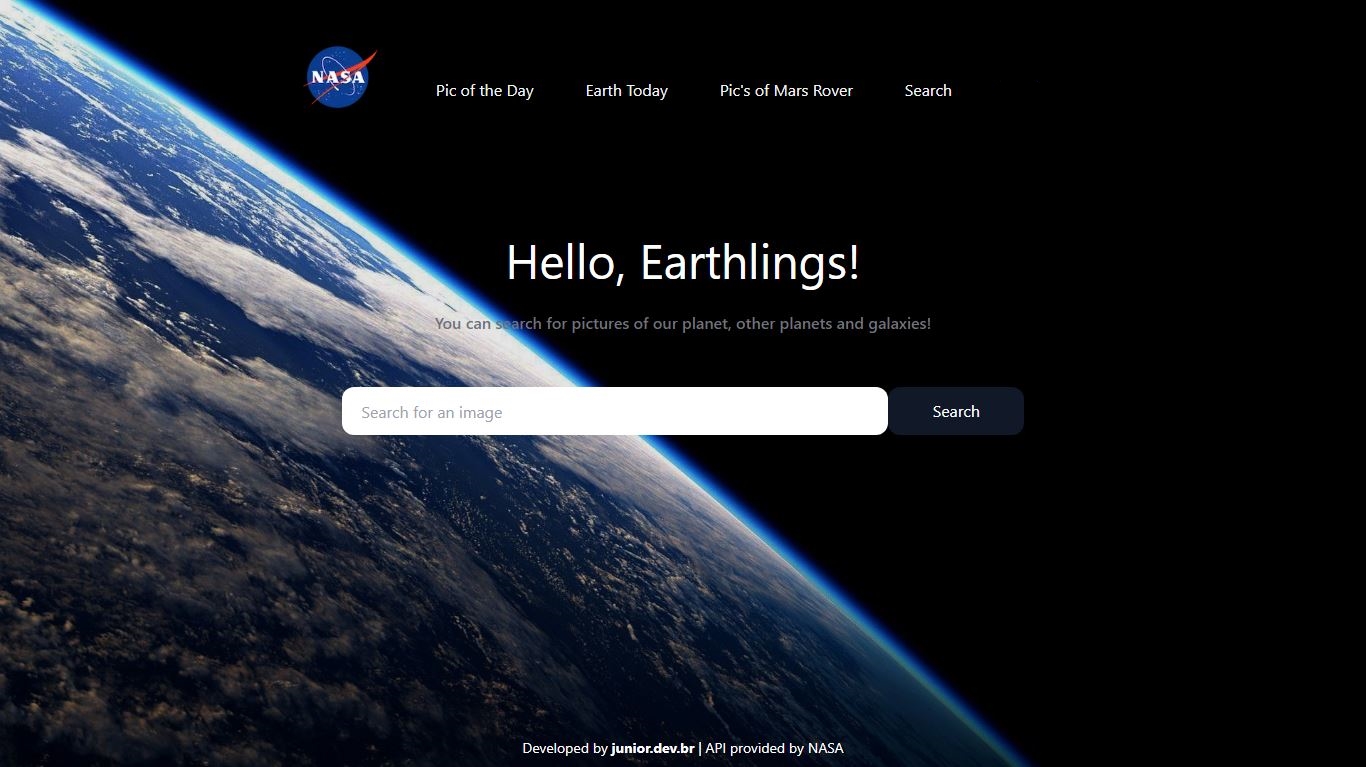 NASA
Pic of the Day
Earth Today
Pic's of Mars Rover
Search
Hello, Earthlings!
You can search for pictures of our planet, other planets and galaxies!
Search for an image
Search
Developed by junior.dev.br | API provided by NASA